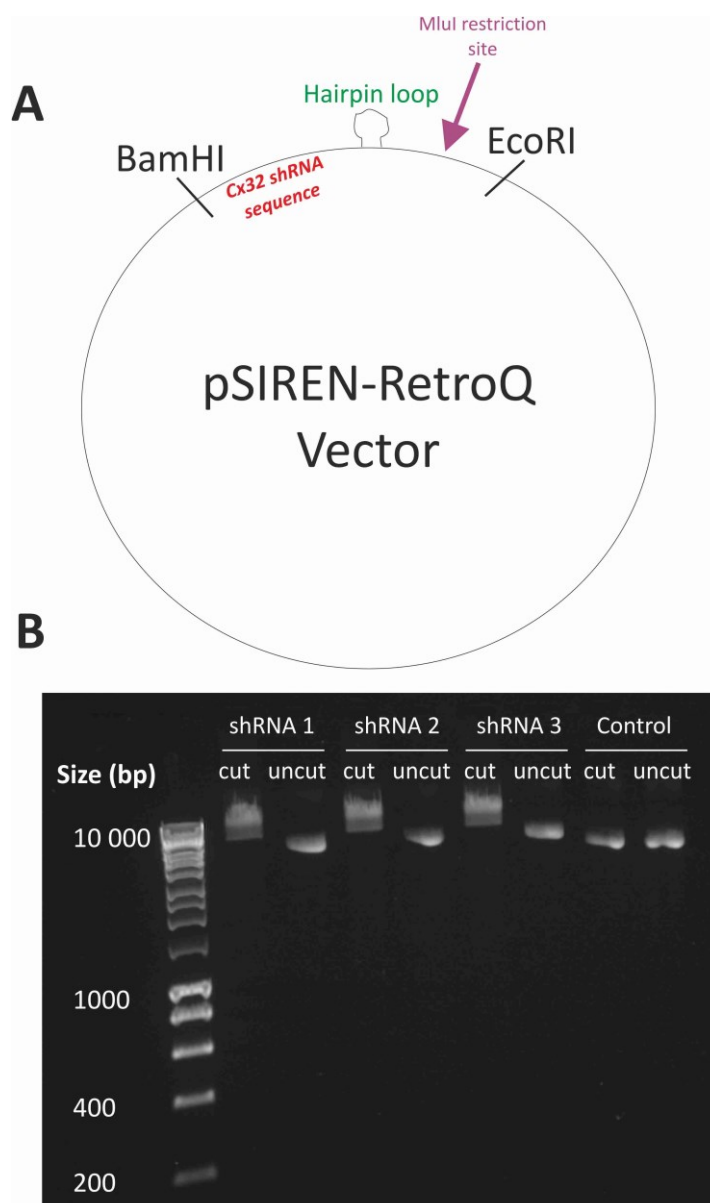 MluI restriction
site
A
Hairpin loop
BamHI
EcoRI
Cx32 shRNA
sequence
pSIREN-RetroQ
Vector
B
shRNA 1 shRNA 2 shRNA 3 Control
Size (bp) cut uncut cut uncut cut uncut cut uncut
10 000
1000
400
200